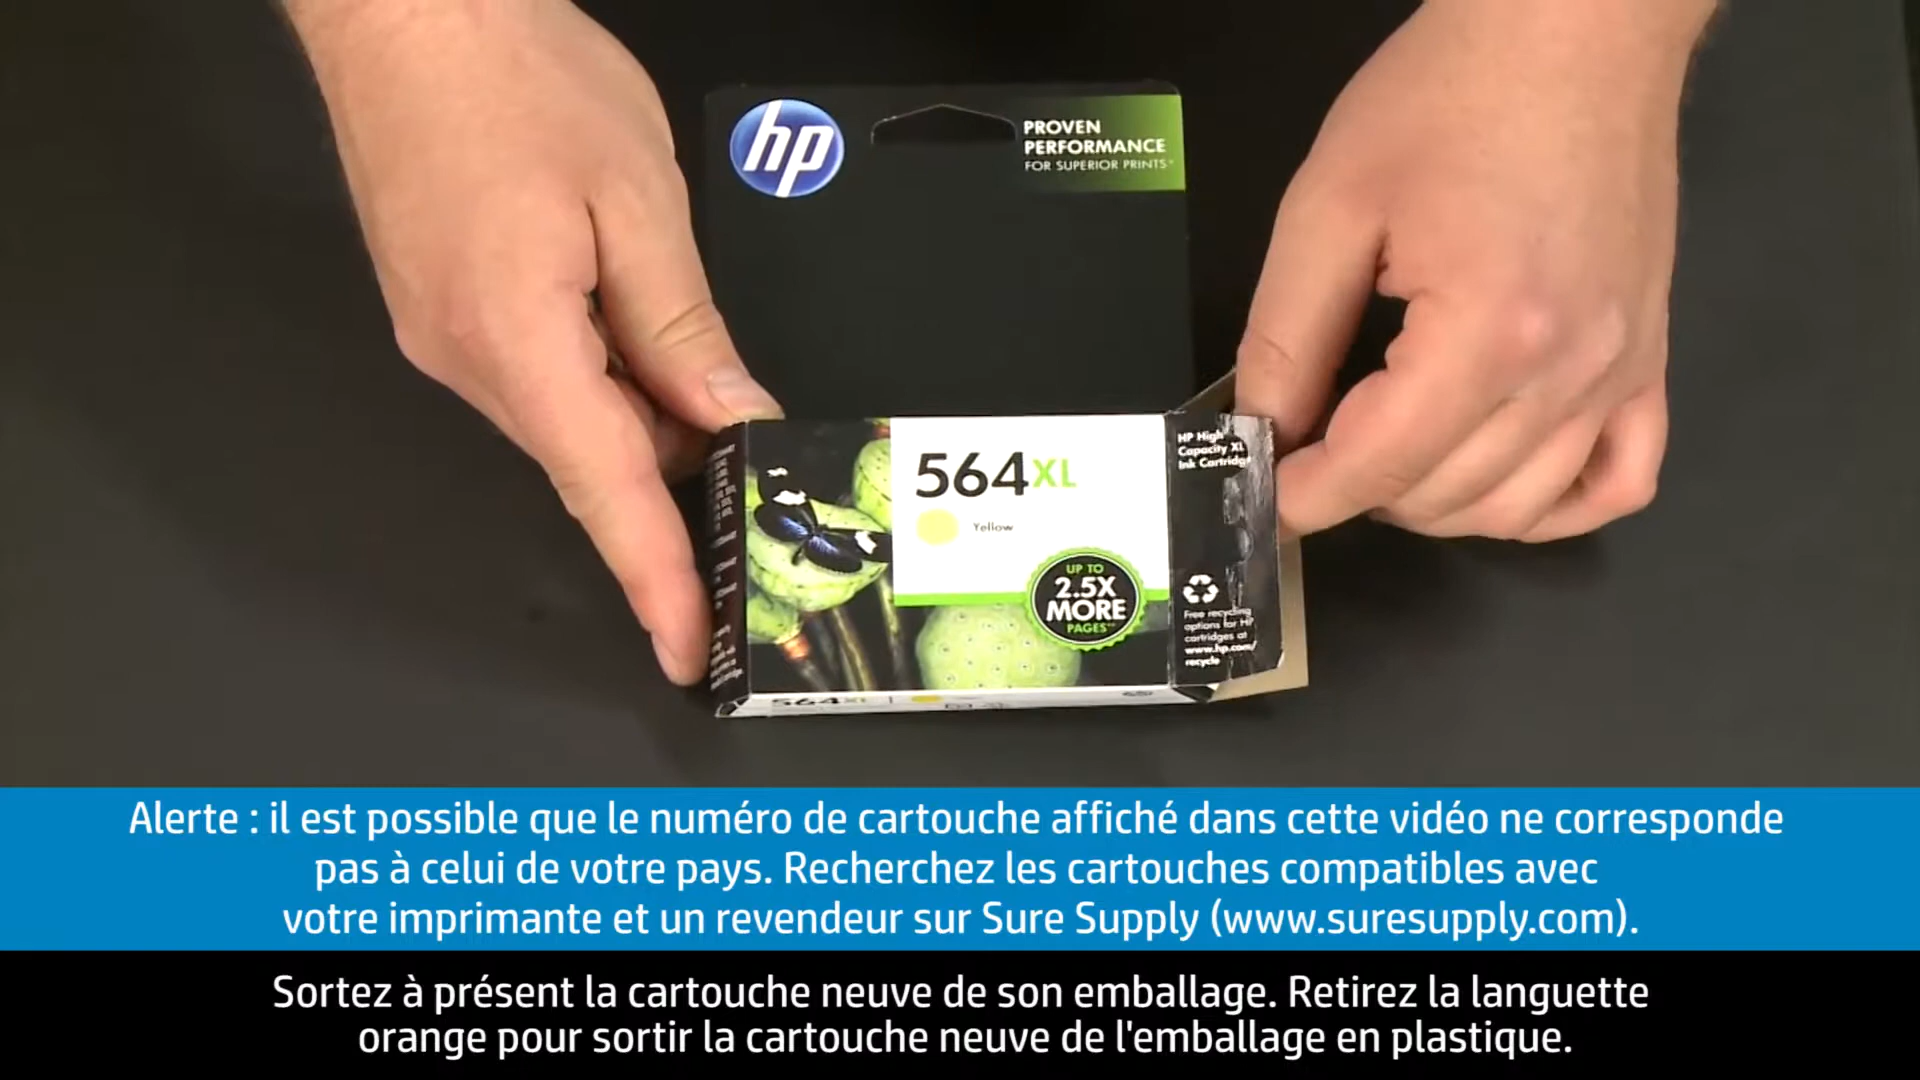 hp
PROVEN
PERFORMANCE
FOR SUPERIOR PRINTS*
564XL
Yellow
UP TO
2.5X
MORE
PAGES**
HP High
Capacity XL
Ink Cartridge
Free recycling
options for HP
cartridges at
www.hp.com/
recycle
564XL
Alerte : il est possible que le numéro de cartouche affiché dans cette vidéo ne corresponde
pas à celui de votre pays. Recherchez les cartouches compatibles avec
votre imprimante et un revendeur sur Sure Supply (www.suresupply.com).
Sortez à présent la cartouche neuve de son emballage. Retirez la languette
orange pour sortir la cartouche neuve de l'emballage en plastique.